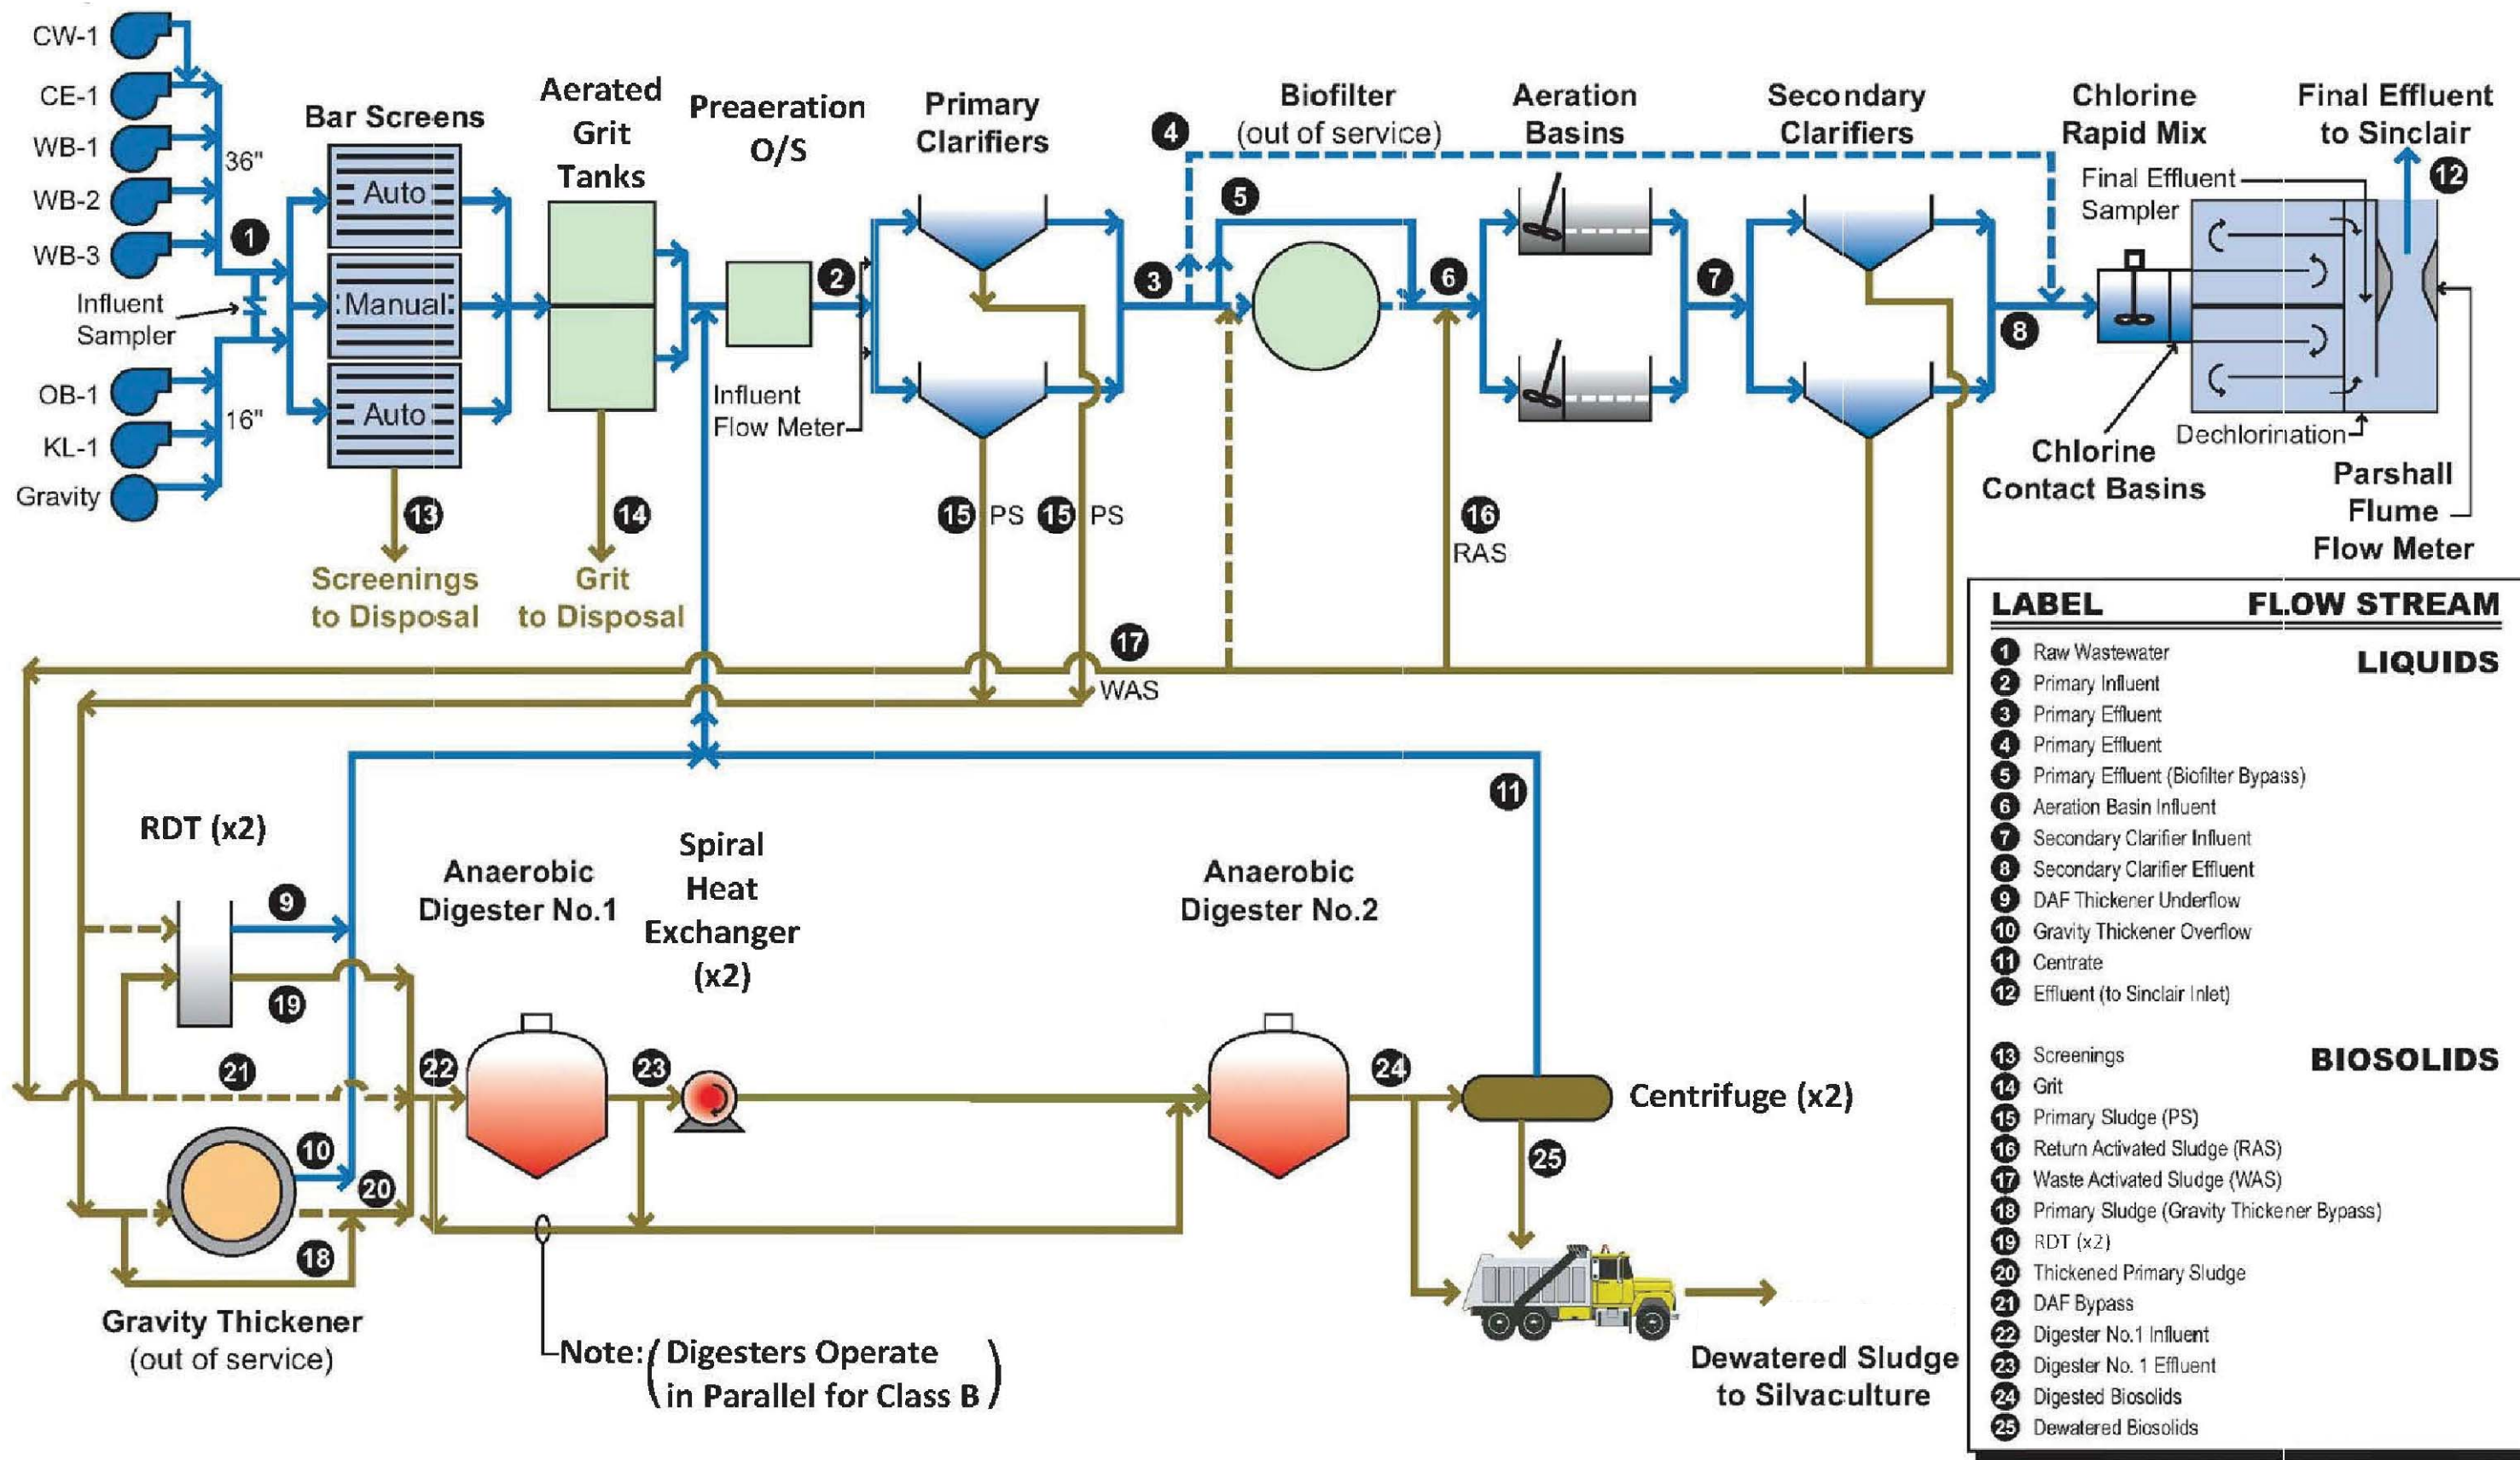 CW-1
CE-1
WB-1
WB-2
WB-3
36"
1
Influent
Sampler
OB-1
KL-1
Gravity
16"
Bar Screens
Auto
Manual
Auto
13
Screenings
to Disposal
Aerated
Grit
Tanks
14
Grit
to Disposal
Preaeration
O/S
2
Influent
Flow Meter
Primary
Clarifiers
15 PS
15 PS
3
4
5
Biofilter
(out of service)
6
16
RAS
Aeration
Basins
7
Secondary
Clarifiers
8
Chlorine
Rapid Mix
Final Effluent
to Sinclair
12
Final Effluent
Sampler
Dechlorination
Chlorine
Contact Basins
Parshall
Flume
Flow Meter
17
WAS
11
RDT (x2)
9
19
21
10
20
18
Gravity Thickener
(out of service)
Anaerobic
Digester No.1
22
23
Spiral
Heat
Exchanger
(x2)
Anaerobic
Digester No.2
24
Centrifuge (x2)
25
Note: ( Digesters Operate
in Parallel for Class B )
Dewatered Sludge
to Silvaculture
LABEL FLOW STREAM
LIQUIDS
1 Raw Wastewater
2 Primary Influent
3 Primary Effluent
4 Primary Effluent
5 Primary Effluent (Biofilter Bypass)
6 Aeration Basin Influent
7 Secondary Clarifier Influent
8 Secondary Clarifier Effluent
9 DAF Thickener Underflow
10 Gravity Thickener Overflow
11 Centrate
12 Effluent (to Sinclair Inlet)
BIOSOLIDS
13 Screenings
14 Grit
15 Primary Sludge (PS)
16 Return Activated Sludge (RAS)
17 Waste Activated Sludge (WAS)
18 Primary Sludge (Gravity Thickener Bypass)
19 RDT (x2)
20 Thickened Primary Sludge
21 DAF Bypass
22 Digester No.1 Influent
23 Digester No. 1 Effluent
24 Digested Biosolids
25 Dewatered Biosolids